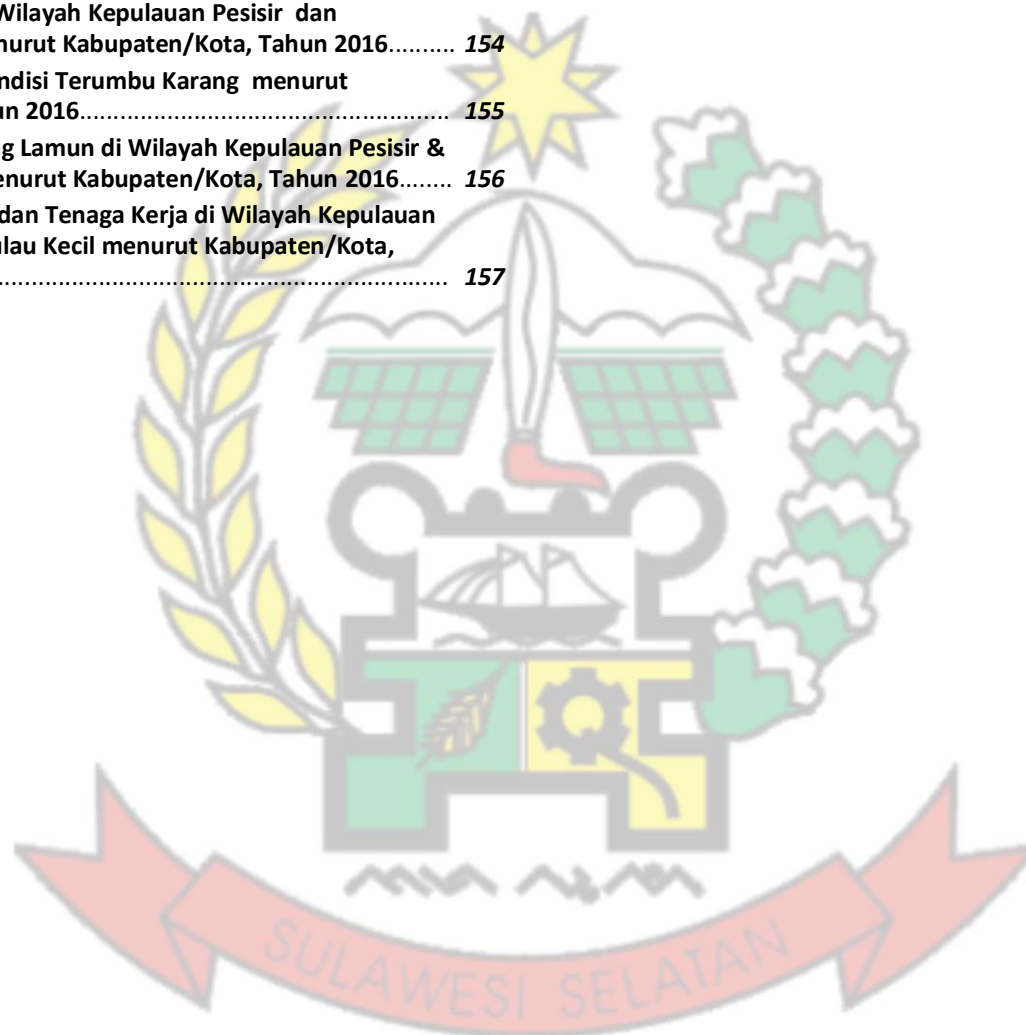 Wilayah Kepulauan Pesisir dan
nurut Kabupaten/Kota, Tahun 2016.......... 154
ndisi Terumbu Karang menurut
un 2016....................................................... 155
g Lamun di Wilayah Kepulauan Pesisir &
enurut Kabupaten/Kota, Tahun 2016........ 156
dan Tenaga Kerja di Wilayah Kepulauan
ulau Kecil menurut Kabupaten/Kota,
.................................................................... 157
SULAWESI SELATAN